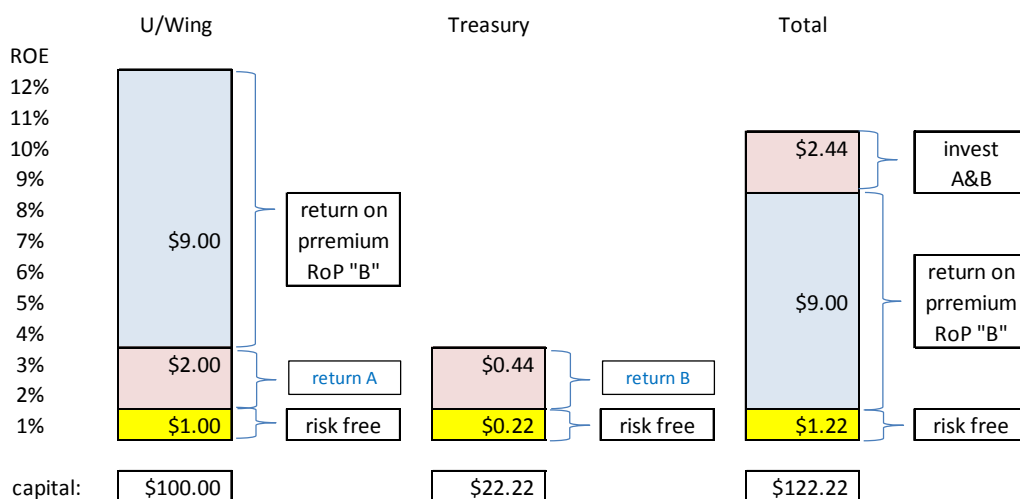 U/Wing Treasury Total
ROE
12%
11%
10% $2.44 invest
9% A&B
8% return on
7% $9.00 prremium
6% RoP "B" return on
5% $9.00 prremium
4% RoP "B"
3% $2.00 return A $0.44 return B
2%
1% $1.00 risk free $0.22 risk free $1.22 risk free
capital: $100.00 $22.22 $122.22